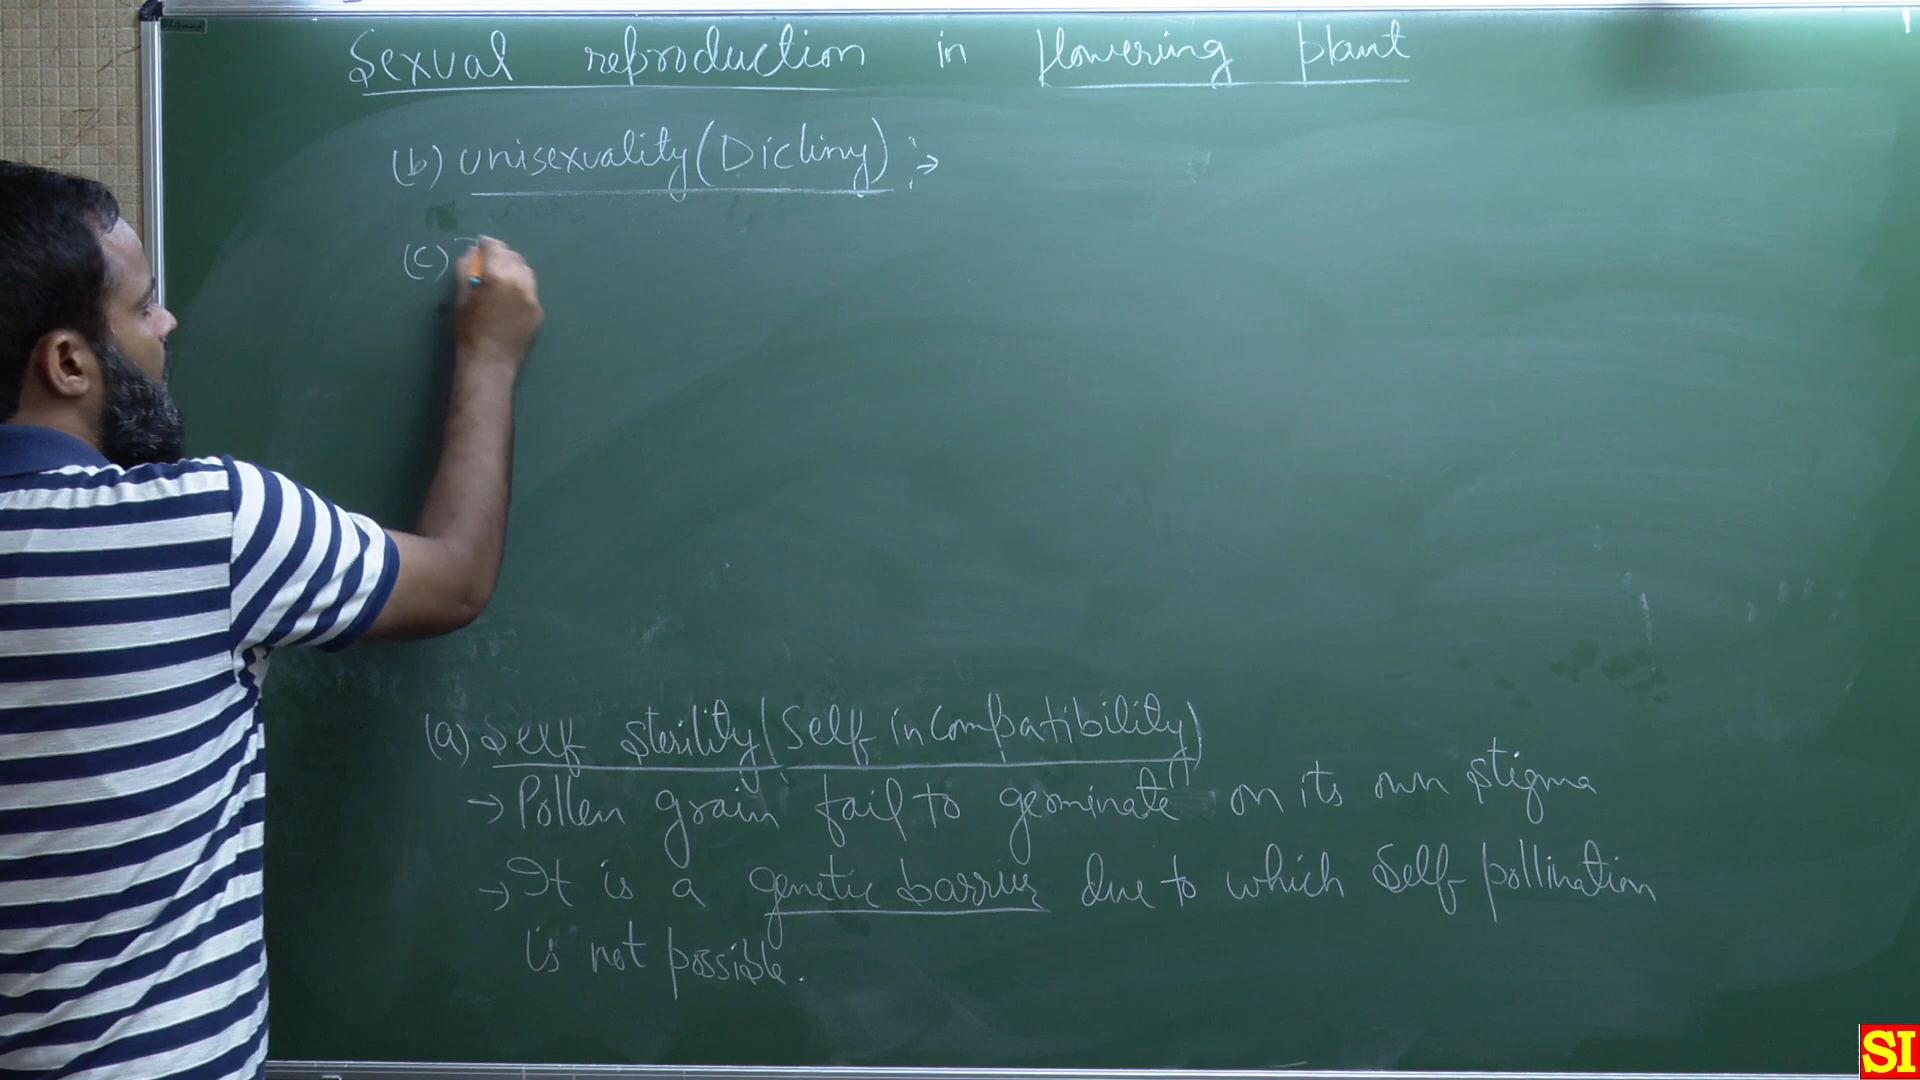 Sexual reproduction in flowering plant
(b) Unisexuality (Dicliny) :→
(c)
(a) Self sterility/Self incompatibility)
→ Pollen grain fail to germinate on its own stigma
→ It is a genetic barrier due to which Self pollination
is not possible.
SI